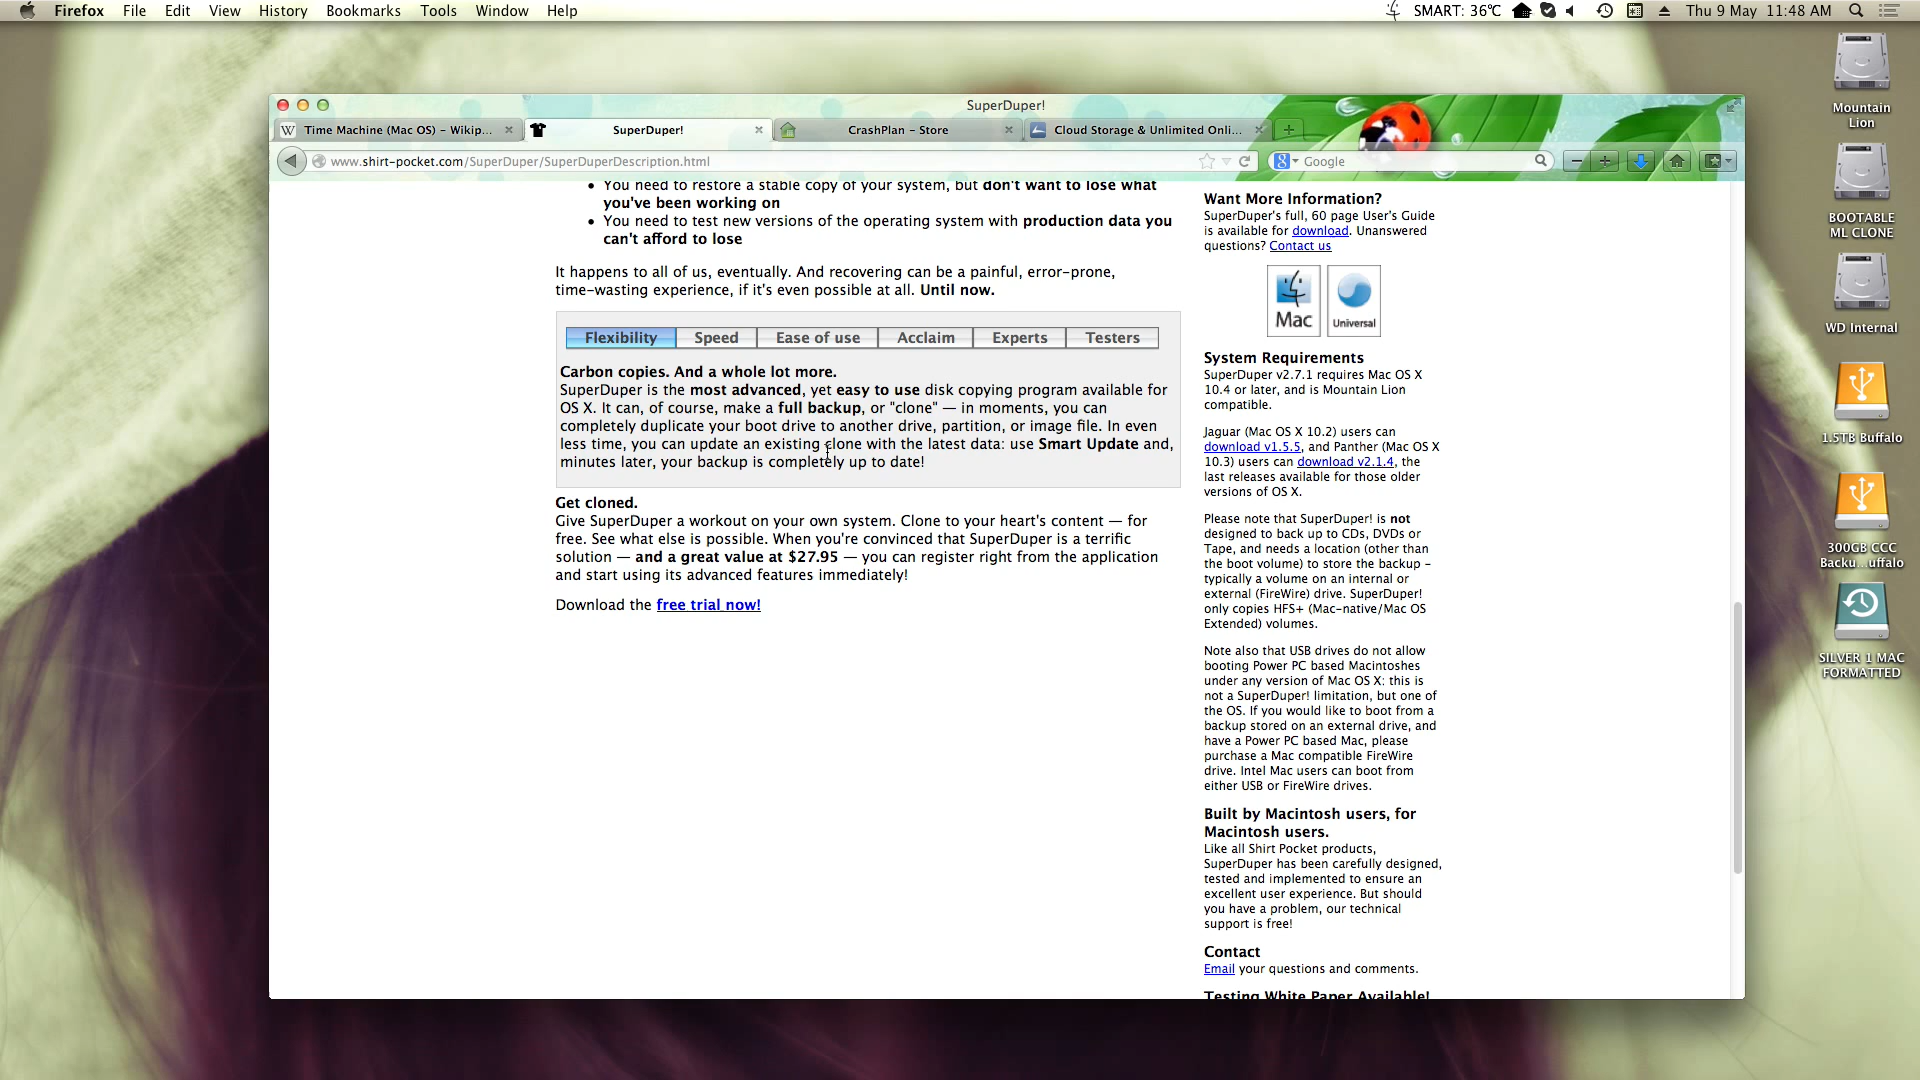 Firefox File Edit View History Bookmarks Tools Window Help
SMART: 36℃ Thu 9 May 11:48 AM
SuperDuper!
Time Machine (Mac OS) – Wikip...
SuperDuper!
CrashPlan – Store
Cloud Storage & Unlimited Onli...
www.shirt-pocket.com/SuperDuper/SuperDuperDescription.html
Google
• You need to restore a stable copy of your system, but don't want to lose what
you've been working on
• You need to test new versions of the operating system with production data you
can't afford to lose
It happens to all of us, eventually. And recovering can be a painful, error-prone,
time-wasting experience, if it's even possible at all. Until now.
Flexibility Speed Ease of use Acclaim Experts Testers
Carbon copies. And a whole lot more.
SuperDuper is the most advanced, yet easy to use disk copying program available for
OS X. It can, of course, make a full backup, or "clone" — in moments, you can
completely duplicate your boot drive to another drive, partition, or image file. In even
less time, you can update an existing clone with the latest data: use Smart Update and,
minutes later, your backup is completely up to date!
Get cloned.
Give SuperDuper a workout on your own system. Clone to your heart's content — for
free. See what else is possible. When you're convinced that SuperDuper is a terrific
solution — and a great value at $27.95 — you can register right from the application
and start using its advanced features immediately!
Download the free trial now!
Want More Information?
SuperDuper's full, 60 page User's Guide
is available for download. Unanswered
questions? Contact us
Mac
Universal
System Requirements
SuperDuper v2.7.1 requires Mac OS X
10.4 or later, and is Mountain Lion
compatible.
Jaguar (Mac OS X 10.2) users can
download v1.5.5, and Panther (Mac OS X
10.3) users can download v2.1.4, the
last releases available for those older
versions of OS X.
Please note that SuperDuper! is not
designed to back up to CDs, DVDs or
Tape, and needs a location (other than
the boot volume) to store the backup –
typically a volume on an internal or
external (FireWire) drive. SuperDuper!
only copies HFS+ (Mac-native/Mac OS
Extended) volumes.
Note also that USB drives do not allow
booting Power PC based Macintoshes
under any version of Mac OS X: this is
not a SuperDuper! limitation, but one of
the OS. If you would like to boot from a
backup stored on an external drive, and
have a Power PC based Mac, please
purchase a Mac compatible FireWire
drive. Intel Mac users can boot from
either USB or FireWire drives.
Built by Macintosh users, for
Macintosh users.
Like all Shirt Pocket products,
SuperDuper has been carefully designed,
tested and implemented to ensure an
excellent user experience. But should
you have a problem, our technical
support is free!
Contact
Email your questions and comments.
Testing White Paper Available!
Mountain
Lion
BOOTABLE
ML CLONE
WD Internal
1.5TB Buffalo
300GB CCC
Backu...uffalo
SILVER 1 MAC
FORMATTED